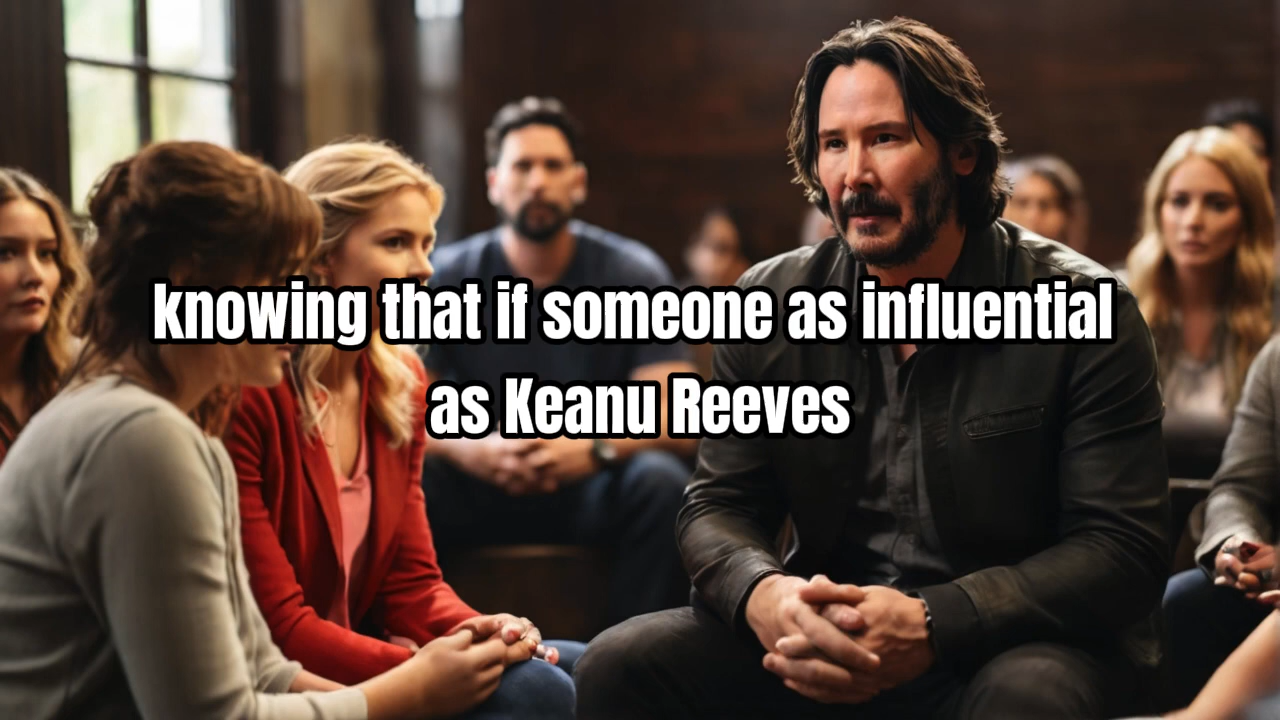 knowing that if someone as influential
as Keanu Reeves